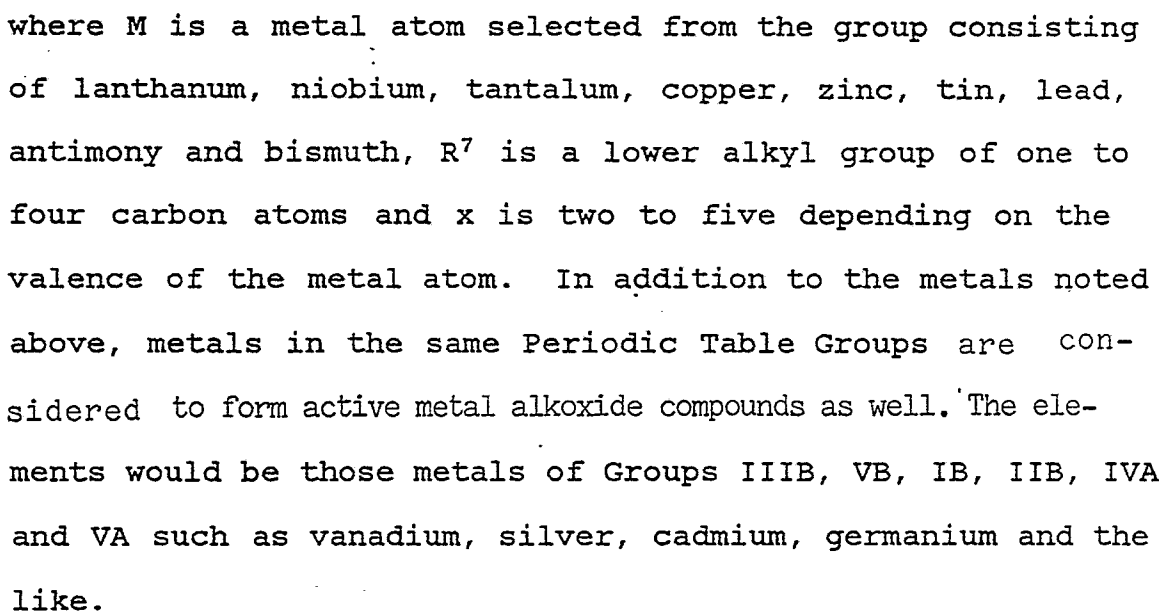 where M is a metal atom selected from the group consisting
of lanthanum, niobium, tantalum, copper, zinc, tin, lead,
antimony and bismuth, R⁷ is a lower alkyl group of one to
four carbon atoms and x is two to five depending on the
valence of the metal atom. In addition to the metals noted
above, metals in the same Periodic Table Groups are con-
sidered to form active metal alkoxide compounds as well. The ele-
ments would be those metals of Groups IIIB, VB, IB, IIB, IVA
and VA such as vanadium, silver, cadmium, germanium and the
like.